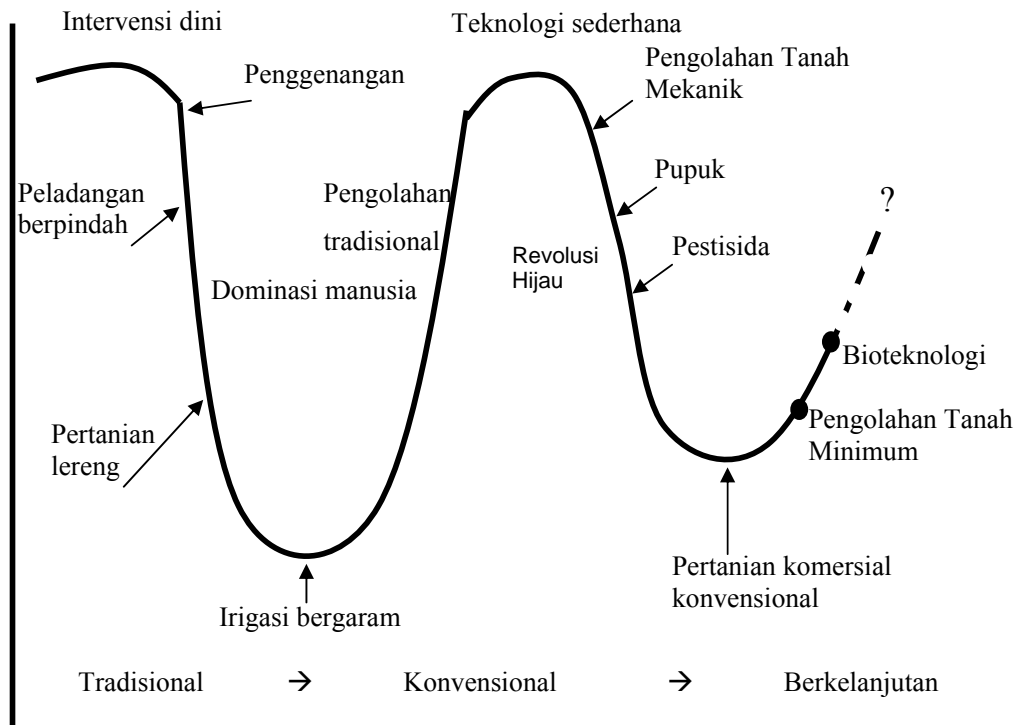 Intervensi dini
Teknologi sederhana
Penggenangan
Pengolahan Tanah
Mekanik
Peladangan
berpindah
Pengolahan
tradisional
Pupuk
?
Revolusi
Hijau
Pestisida
Dominasi manusia
Bioteknologi
Pertanian
lereng
Pengolahan Tanah
Minimum
Pertanian komersial
konvensional
Irigasi bergaram
Tradisional → Konvensional → Berkelanjutan